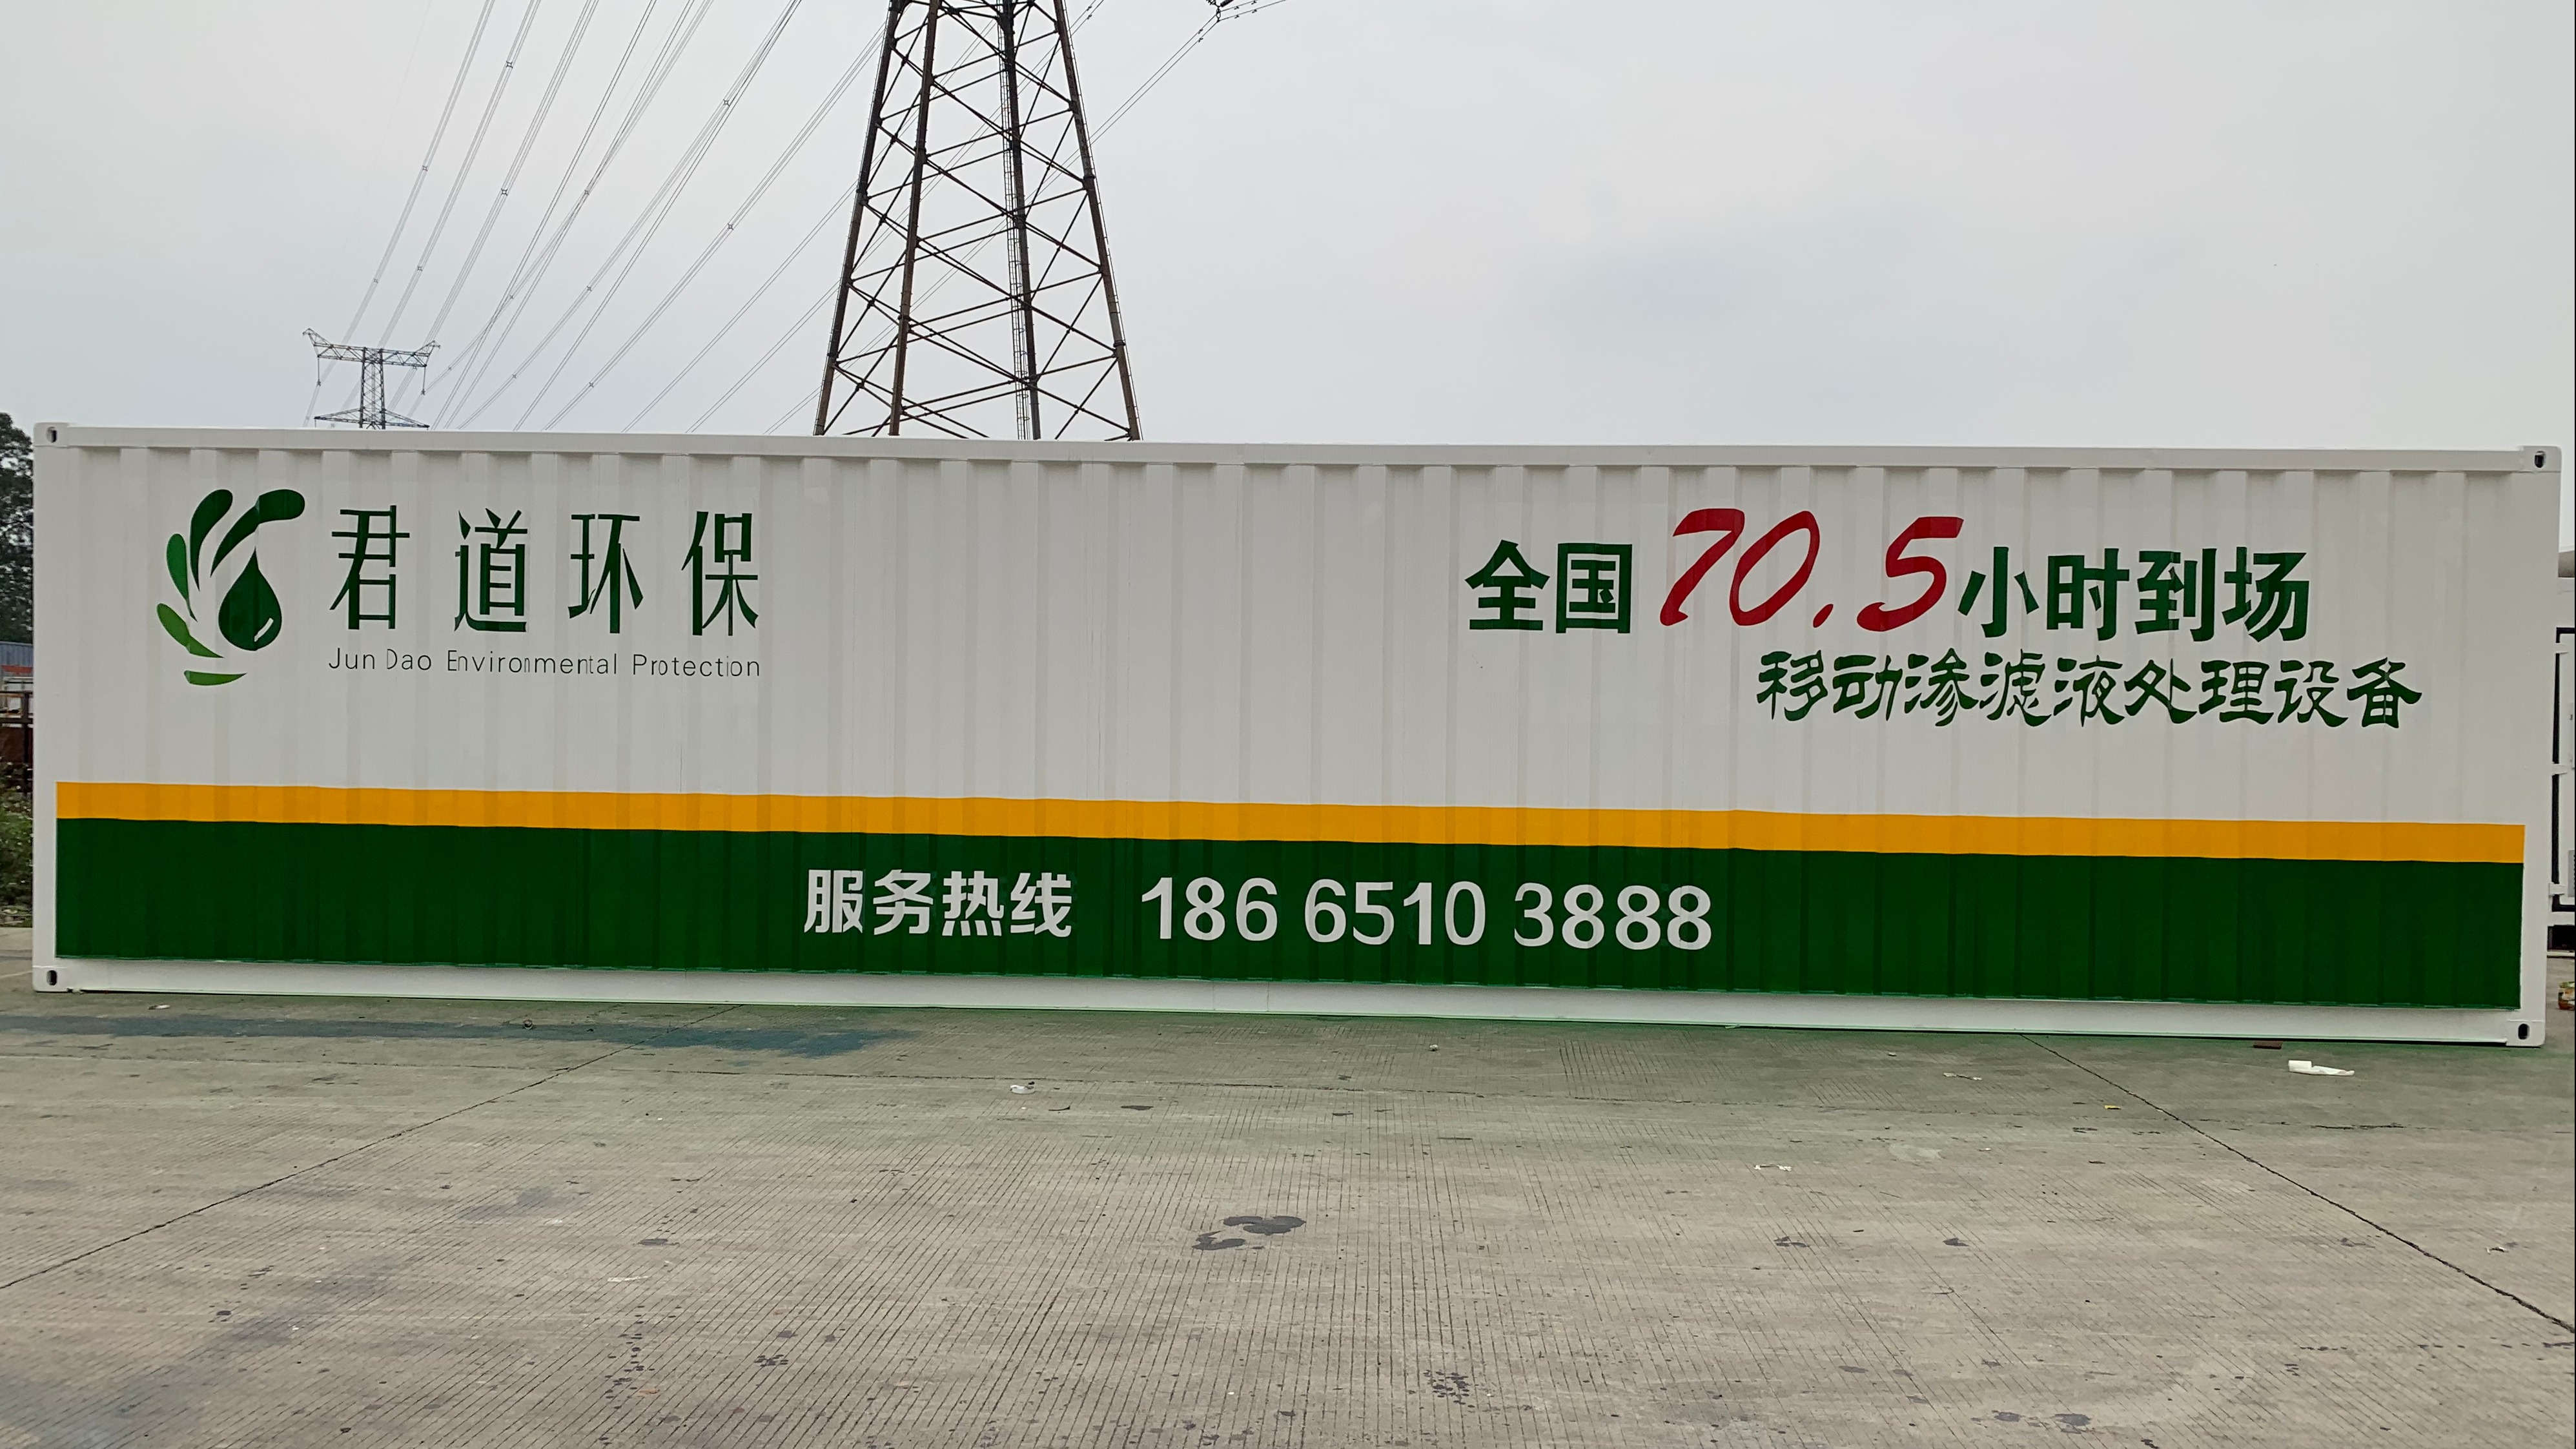 君道环保
Jun Dao Environmental Protection
全国70.5小时到场
移动渗滤液处理设备
服务热线 186 6510 3888